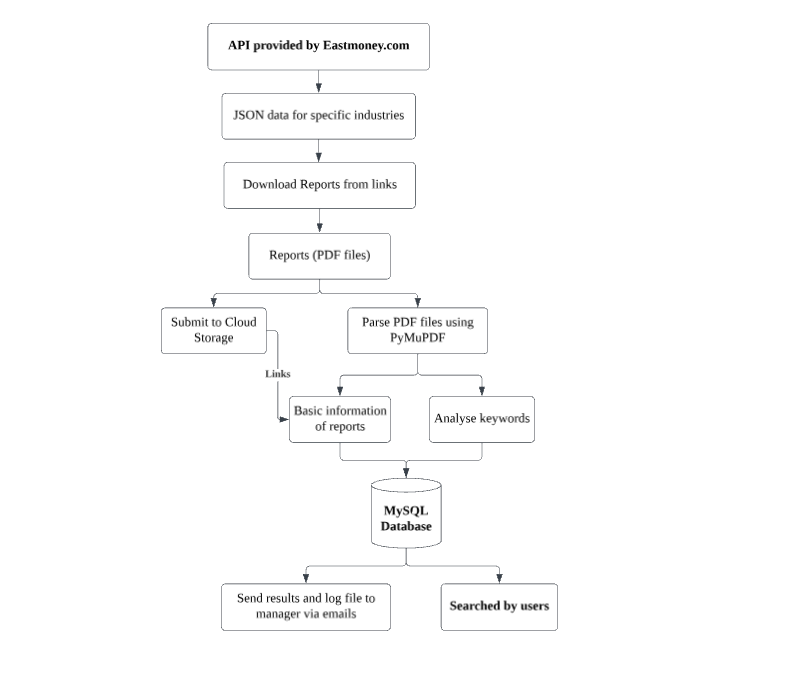 API provided by Eastmoney.com
JSON data for specific industries
Download Reports from links
Reports (PDF files)
Submit to Cloud
Storage
Parse PDF files using
PyMuPDF
Links
Basic information
of reports
Analyse keywords
MySQL
Database
Send results and log file to
manager via emails
Searched by users